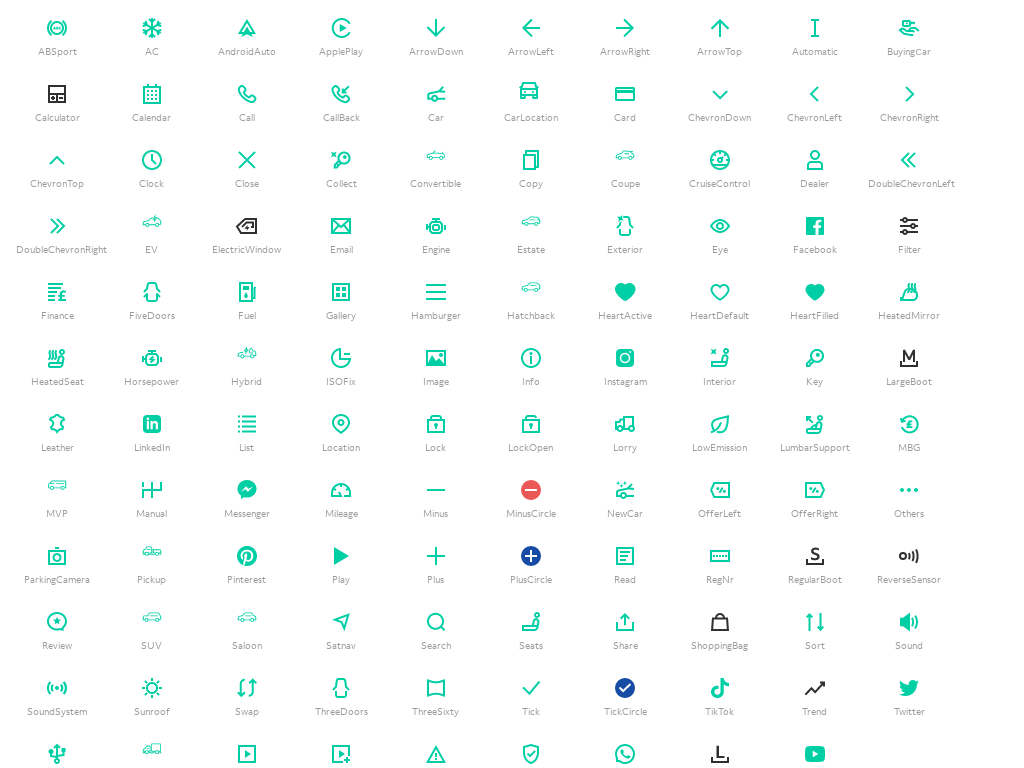 ABSport AC AndroidAuto ApplePlay ArrowDown ArrowLeft ArrowRight ArrowTop Automatic BuyingCar
Calculator Calendar Call CallBack Car CarLocation Card ChevronDown ChevronLeft ChevronRight
ChevronTop Clock Close Collect Convertible Copy Coupe CruiseControl Dealer DoubleChevronLeft
DoubleChevronRight EV ElectricWindow Email Engine Estate Exterior Eye Facebook Filter
Finance FiveDoors Fuel Gallery Hamburger Hatchback HeartActive HeartDefault HeartFilled HeatedMirror
HeatedSeat Horsepower Hybrid ISOFix Image Info Instagram Interior Key LargeBoot
Leather LinkedIn List Location Lock LockOpen Lorry LowEmission LumbarSupport MBG
MVP Manual Messenger Mileage Minus MinusCircle NewCar OfferLeft OfferRight Others
ParkingCamera Pickup Pinterest Play Plus PlusCircle Read RegNr RegularBoot ReverseSensor
Review SUV Saloon Satnav Search Seats Share ShoppingBag Sort Sound
SoundSystem Sunroof Swap ThreeDoors ThreeSixty Tick TickCircle TikTok Trend Twitter